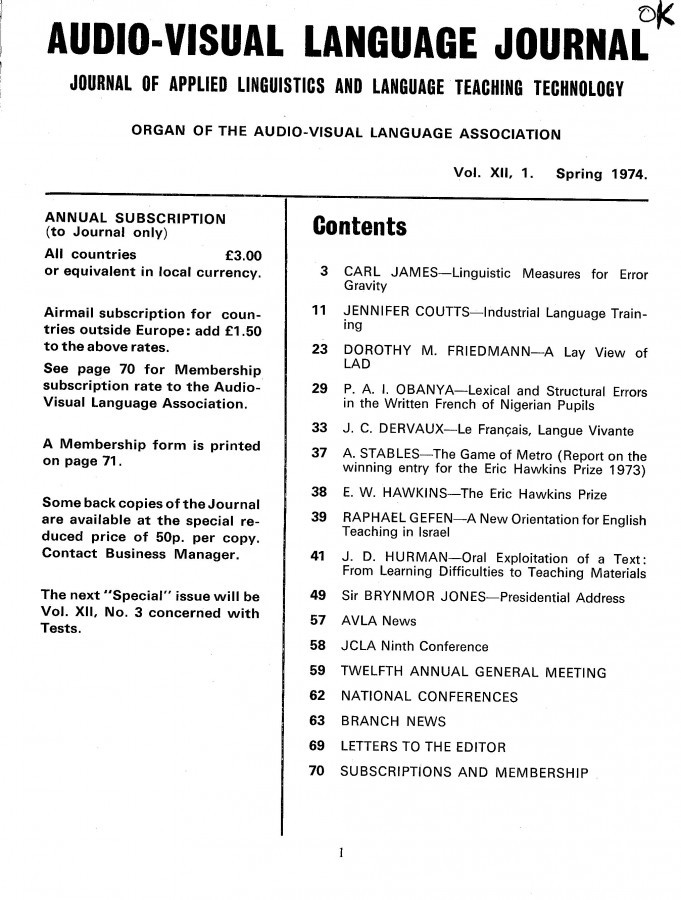 OK
AUDIO-VISUAL LANGUAGE JOURNAL
JOURNAL OF APPLIED LINGUISTICS AND LANGUAGE TEACHING TECHNOLOGY
ORGAN OF THE AUDIO-VISUAL LANGUAGE ASSOCIATION
Vol. XII, 1. Spring 1974.
ANNUAL SUBSCRIPTION
(to Journal only)
All countries £3.00
or equivalent in local currency.
Airmail subscription for coun-
tries outside Europe: add £1.50
to the above rates.
See page 70 for Membership
subscription rate to the Audio-
Visual Language Association.
A Membership form is printed
on page 71.
Some back copies of the Journal
are available at the special re-
duced price of 50p. per copy.
Contact Business Manager.
The next "Special" issue will be
Vol. XII, No. 3 concerned with
Tests.
Contents
3 CARL JAMES—Linguistic Measures for Error
Gravity
11 JENNIFER COUTTS—Industrial Language Train-
ing
23 DOROTHY M. FRIEDMANN—A Lay View of
LAD
29 P. A. I. OBANYA—Lexical and Structural Errors
in the Written French of Nigerian Pupils
33 J. C. DERVAUX—Le Français, Langue Vivante
37 A. STABLES—The Game of Metro (Report on the
winning entry for the Eric Hawkins Prize 1973)
38 E. W. HAWKINS—The Eric Hawkins Prize
39 RAPHAEL GEFEN—A New Orientation for English
Teaching in Israel
41 J. D. HURMAN—Oral Exploitation of a Text:
From Learning Difficulties to Teaching Materials
49 Sir BRYNMOR JONES—Presidential Address
57 AVLA News
58 JCLA Ninth Conference
59 TWELFTH ANNUAL GENERAL MEETING
62 NATIONAL CONFERENCES
63 BRANCH NEWS
69 LETTERS TO THE EDITOR
70 SUBSCRIPTIONS AND MEMBERSHIP
I